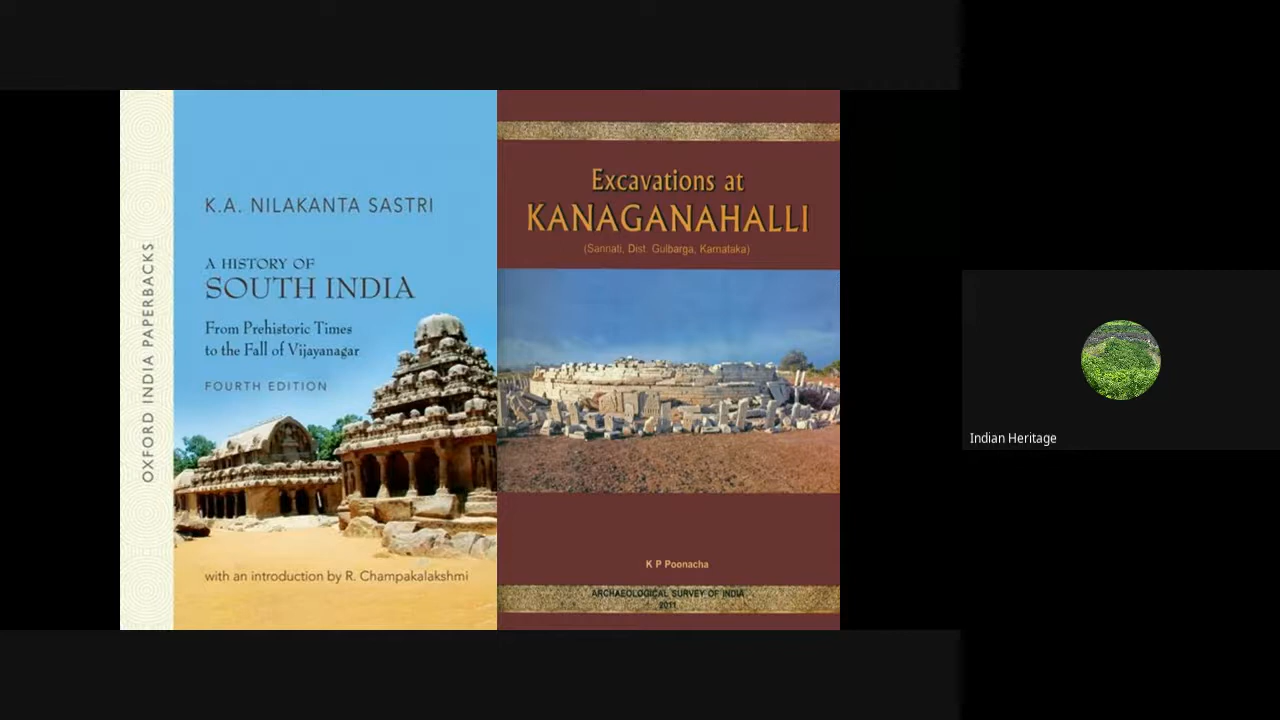 OXFORD INDIA PAPERBACKS
K.A. NILAKANTA SASTRI
A HISTORY OF
SOUTH INDIA
From Prehistoric Times
to the Fall of Vijayanagar
FOURTH EDITION
with an introduction by R. Champakalakshmi
Excavations at
KANAGANAHALLI
(Sannati, Dist. Gulbarga, Karnataka)
K P Poonacha
ARCHAEOLOGICAL SURVEY OF INDIA
2011
Indian Heritage